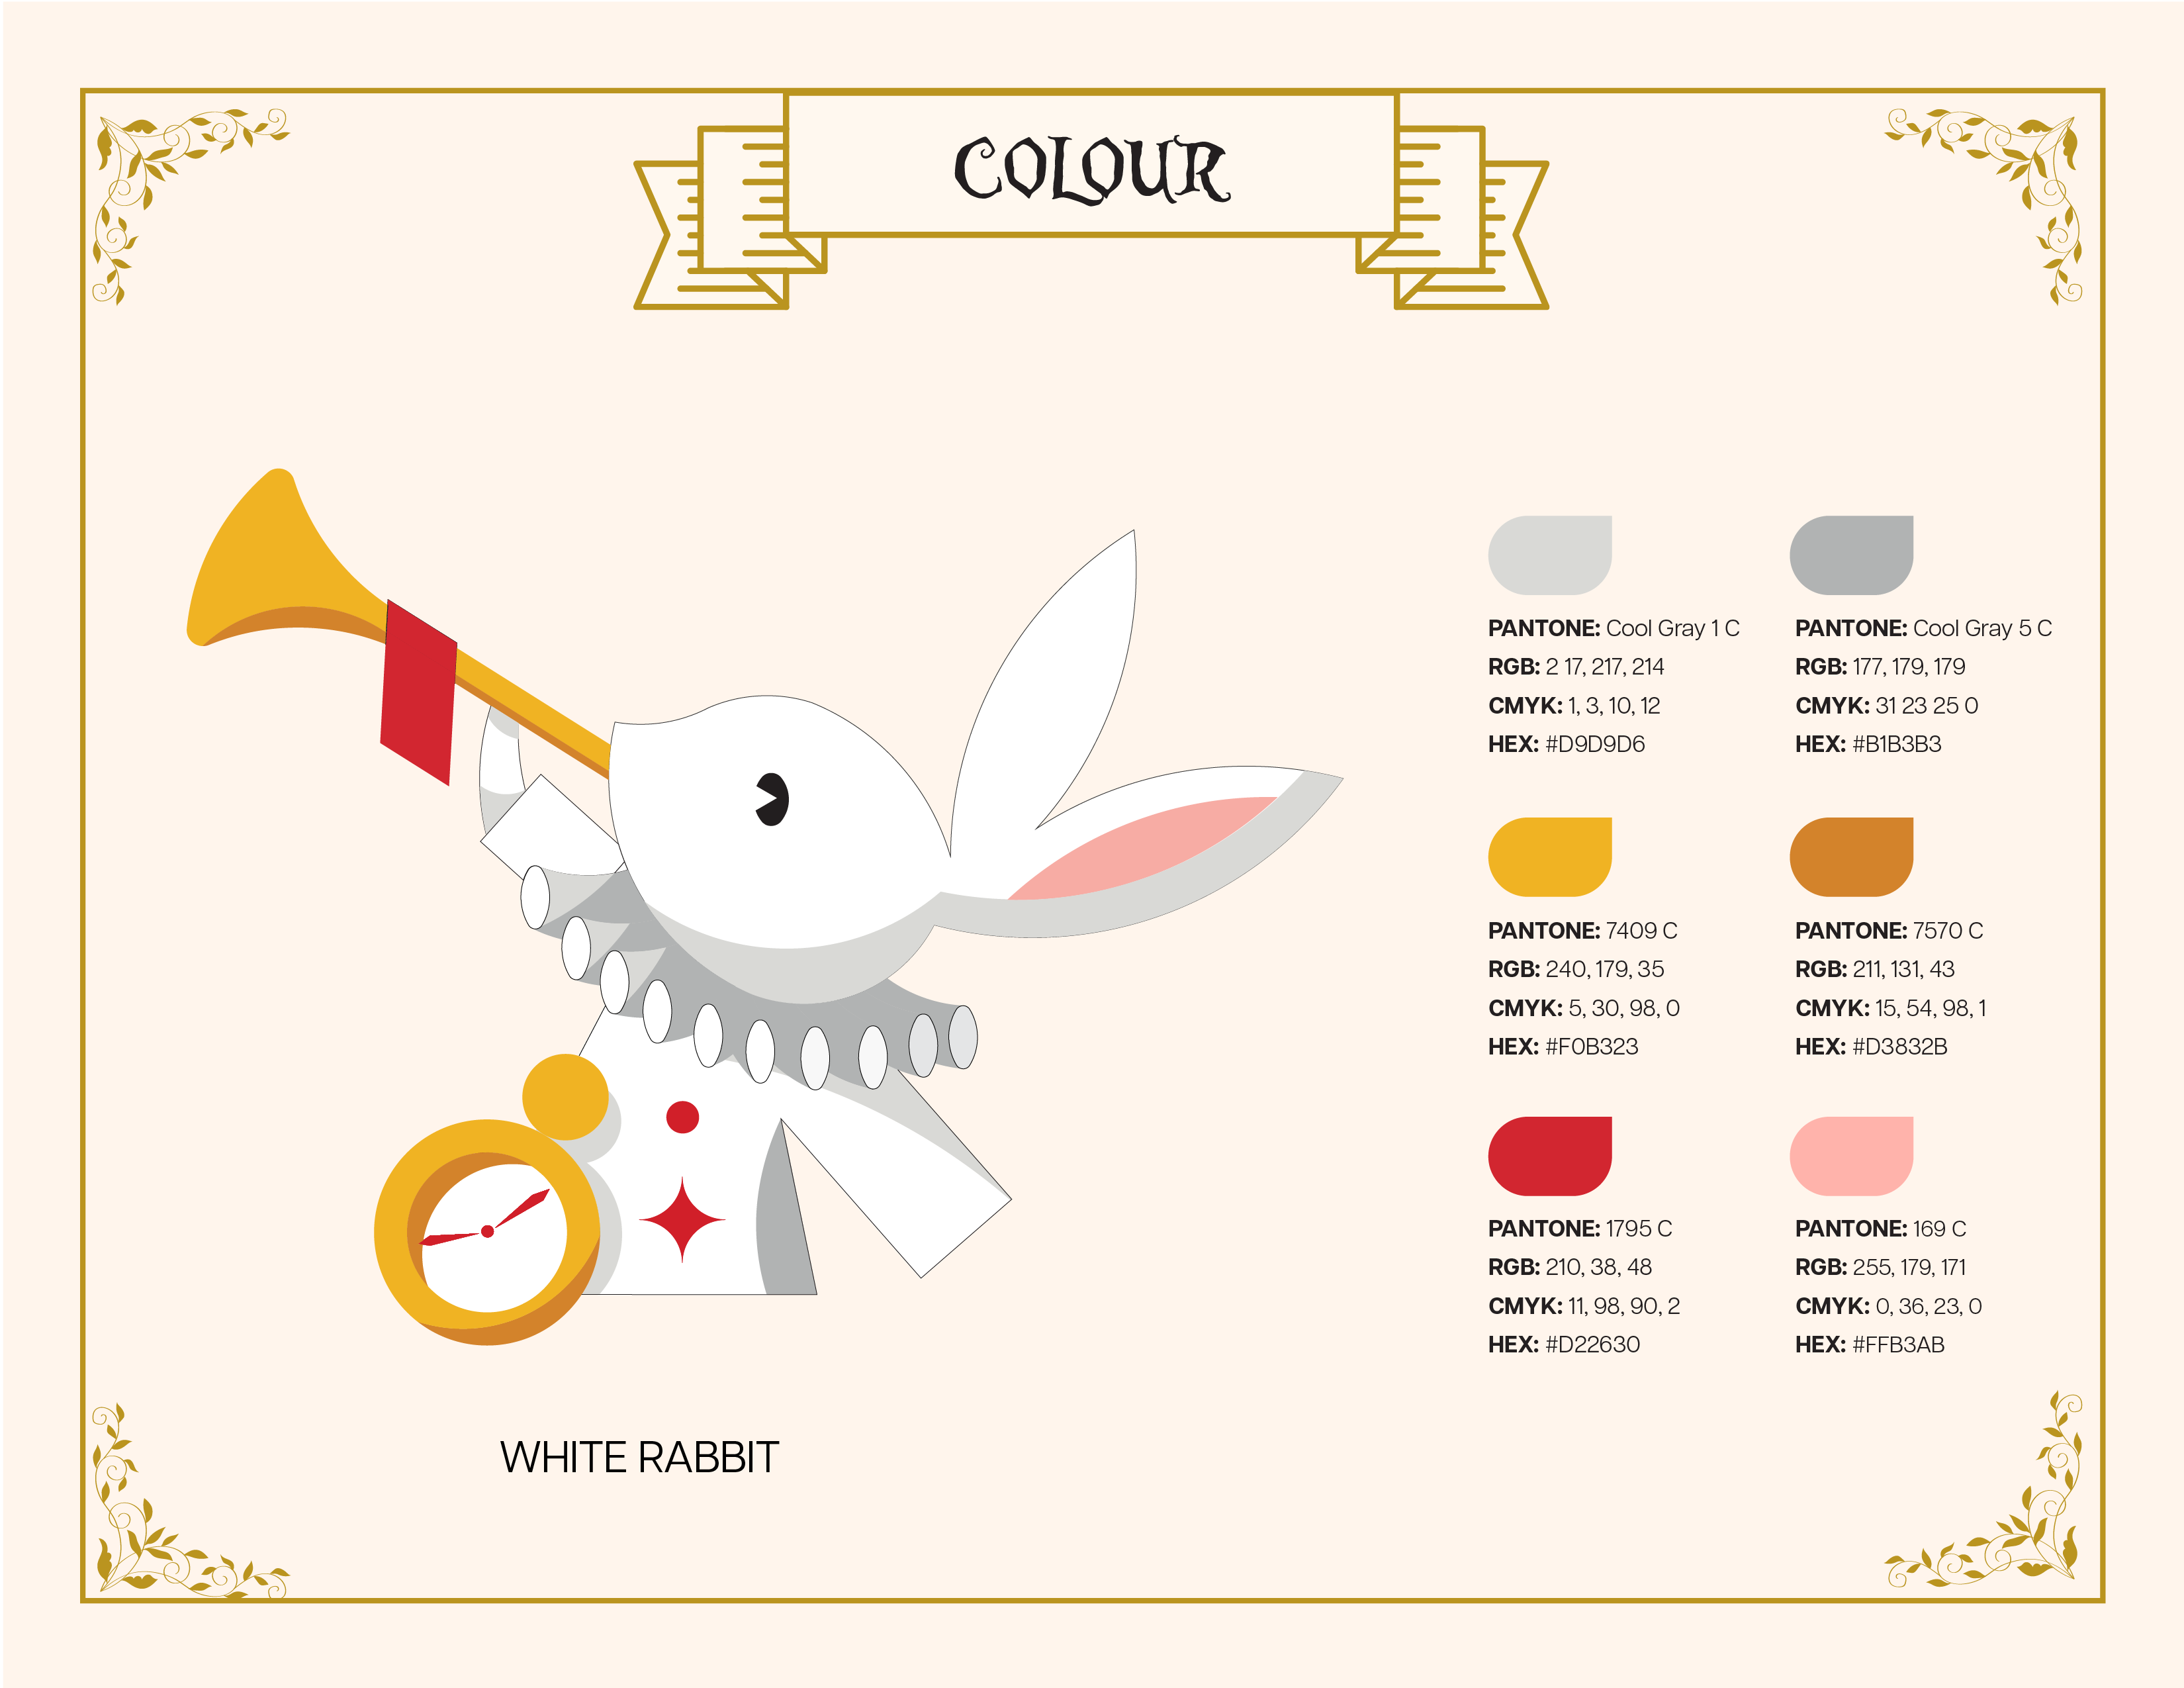 COLOUR
PANTONE: Cool Gray 1 C
RGB: 2 17, 217, 214
CMYK: 1, 3, 10, 12
HEX: #D9D9D6
PANTONE: Cool Gray 5 C
RGB: 177, 179, 179
CMYK: 31 23 25 0
HEX: #B1B3B3
PANTONE: 7409 C
RGB: 240, 179, 35
CMYK: 5, 30, 98, 0
HEX: #F0B323
PANTONE: 7570 C
RGB: 211, 131, 43
CMYK: 15, 54, 98, 1
HEX: #D3832B
PANTONE: 1795 C
RGB: 210, 38, 48
CMYK: 11, 98, 90, 2
HEX: #D22630
PANTONE: 169 C
RGB: 255, 179, 171
CMYK: 0, 36, 23, 0
HEX: #FFB3AB
WHITE RABBIT